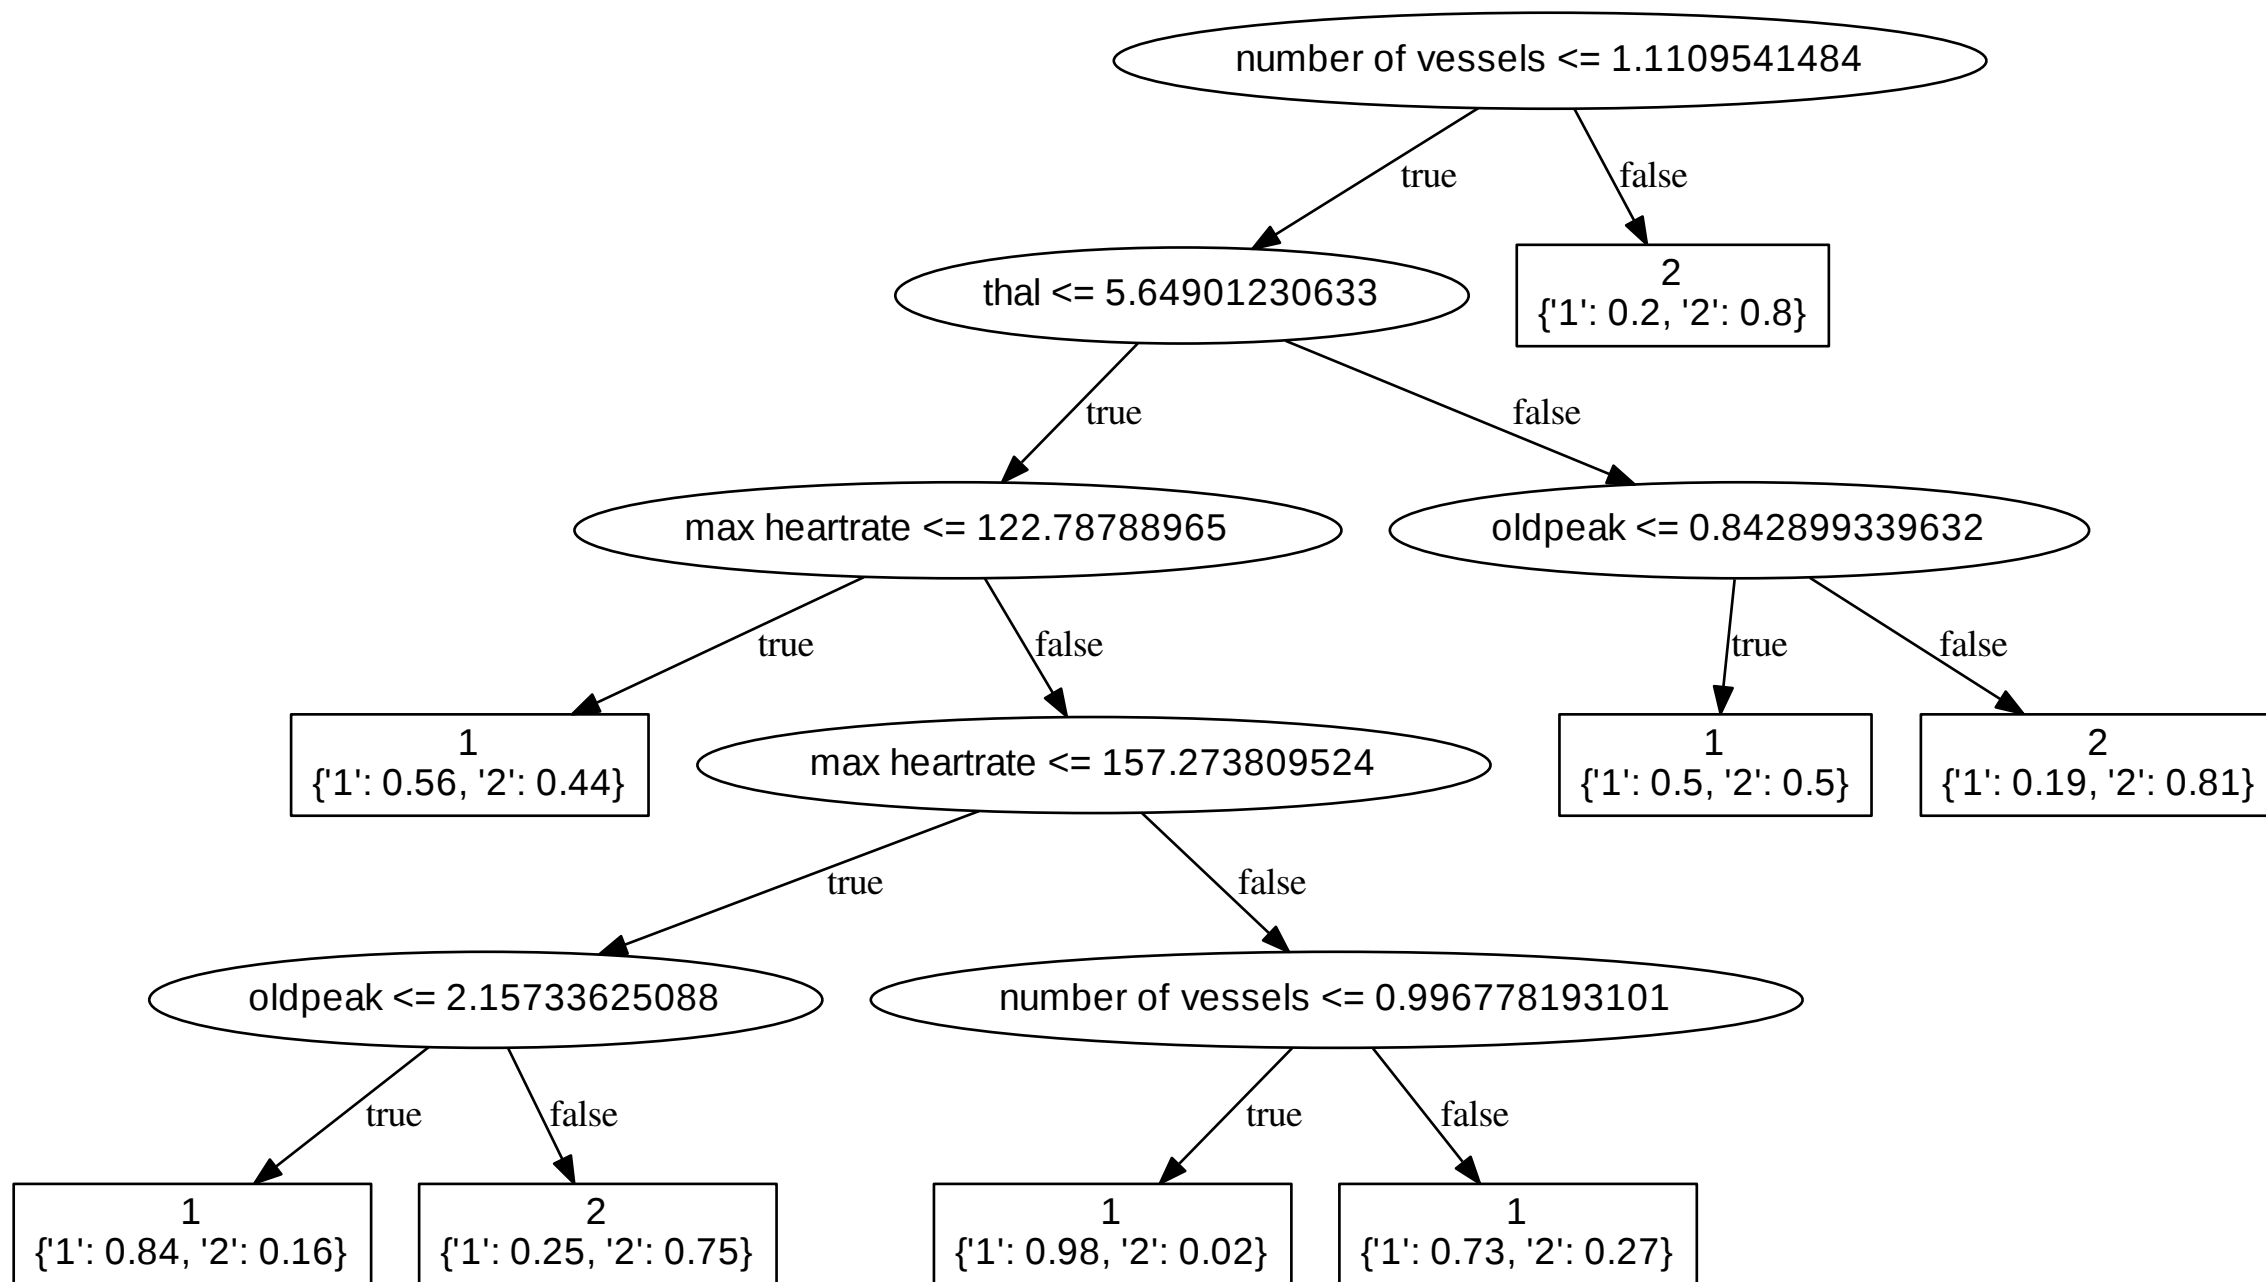 number of vessels <= 1.1109541484
true
false
thal <= 5.64901230633
2
{'1': 0.2, '2': 0.8}
true
false
max heartrate <= 122.78788965
oldpeak <= 0.842899339632
true
false
true
false
1
{'1': 0.56, '2': 0.44}
max heartrate <= 157.273809524
1
{'1': 0.5, '2': 0.5}
2
{'1': 0.19, '2': 0.81}
true
false
oldpeak <= 2.15733625088
number of vessels <= 0.996778193101
true
false
true
false
1
{'1': 0.84, '2': 0.16}
2
{'1': 0.25, '2': 0.75}
1
{'1': 0.98, '2': 0.02}
1
{'1': 0.73, '2': 0.27}